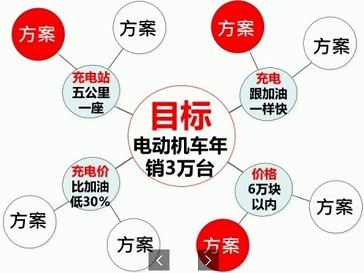 方案
方案
方案
方案
充电站
五公里
一座
充电
跟加油
一样快
目标
电动机车年
销3万台
充电价
比加油
低30%
价格
6万块
以内
方案
方案
方案
方案